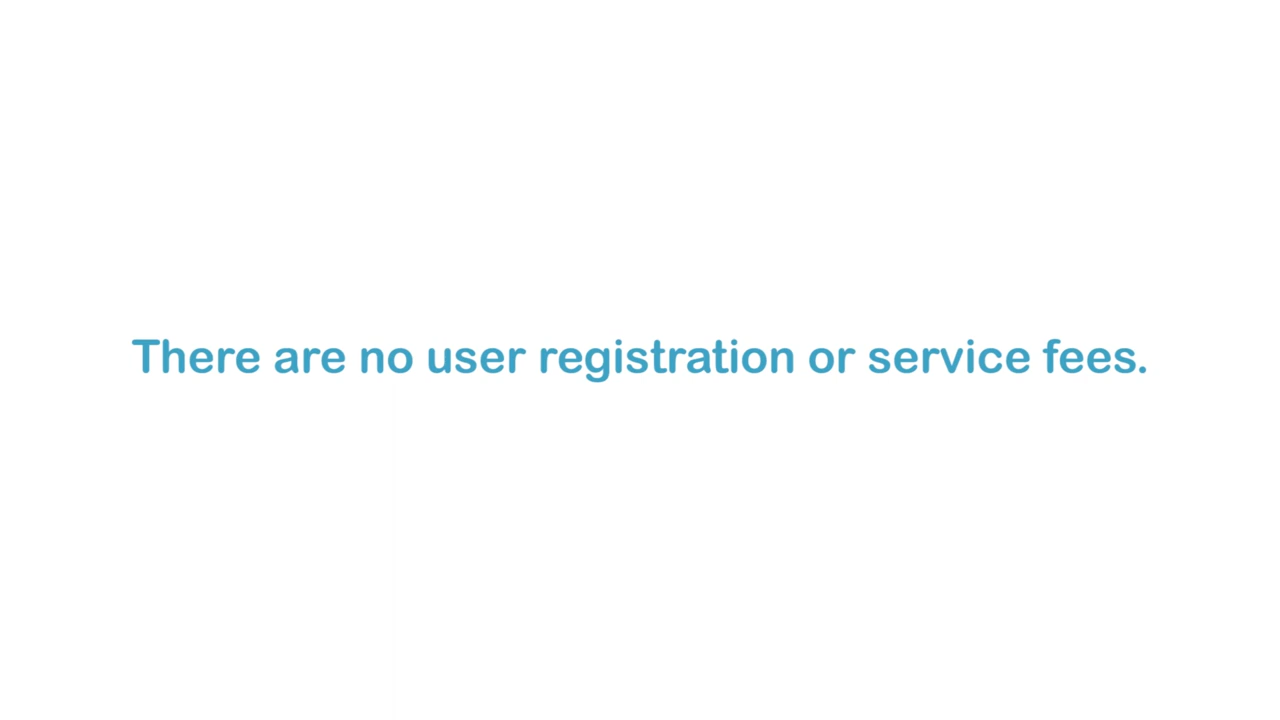 There are no user registration or service fees.